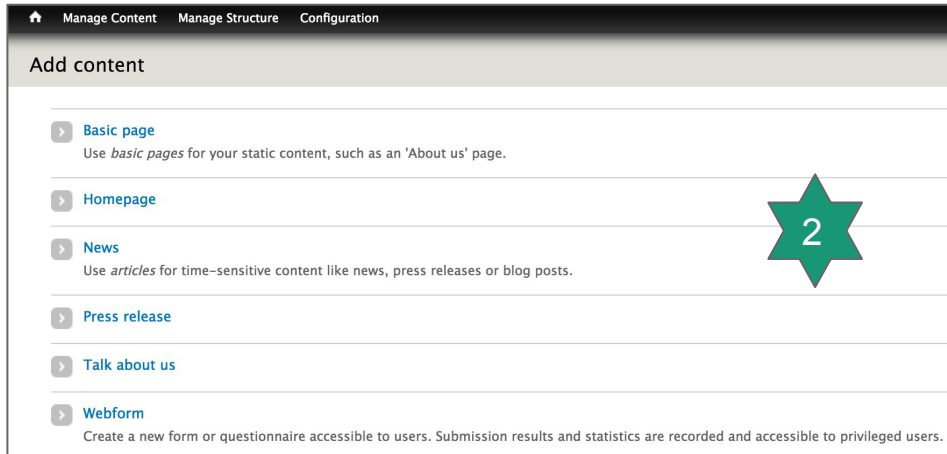 Manage Content Manage Structure Configuration
Add content
Basic page
Use basic pages for your static content, such as an 'About us' page.
Homepage
2
News
Use articles for time-sensitive content like news, press releases or blog posts.
Press release
Talk about us
Webform
Create a new form or questionnaire accessible to users. Submission results and statistics are recorded and accessible to privileged users.